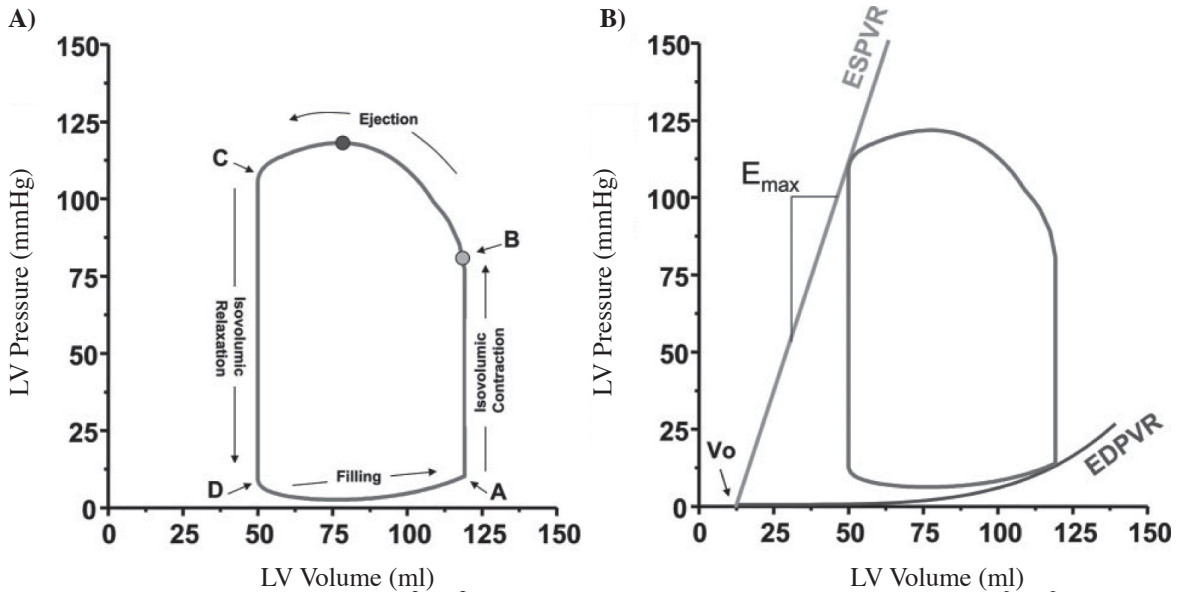 A)
150
125
100
75
50
25
0
LV Pressure (mmHg)
0 25 50 75 100 125 150
LV Volume (ml)
Ejection
C
B
Isovolumic
Relaxation
Isovolumic
Contraction
D
Filling
A
B)
150
125
100
75
50
25
0
LV Pressure (mmHg)
0 25 50 75 100 125 150
LV Volume (ml)
ESPVR
Emax
Vo
EDPVR